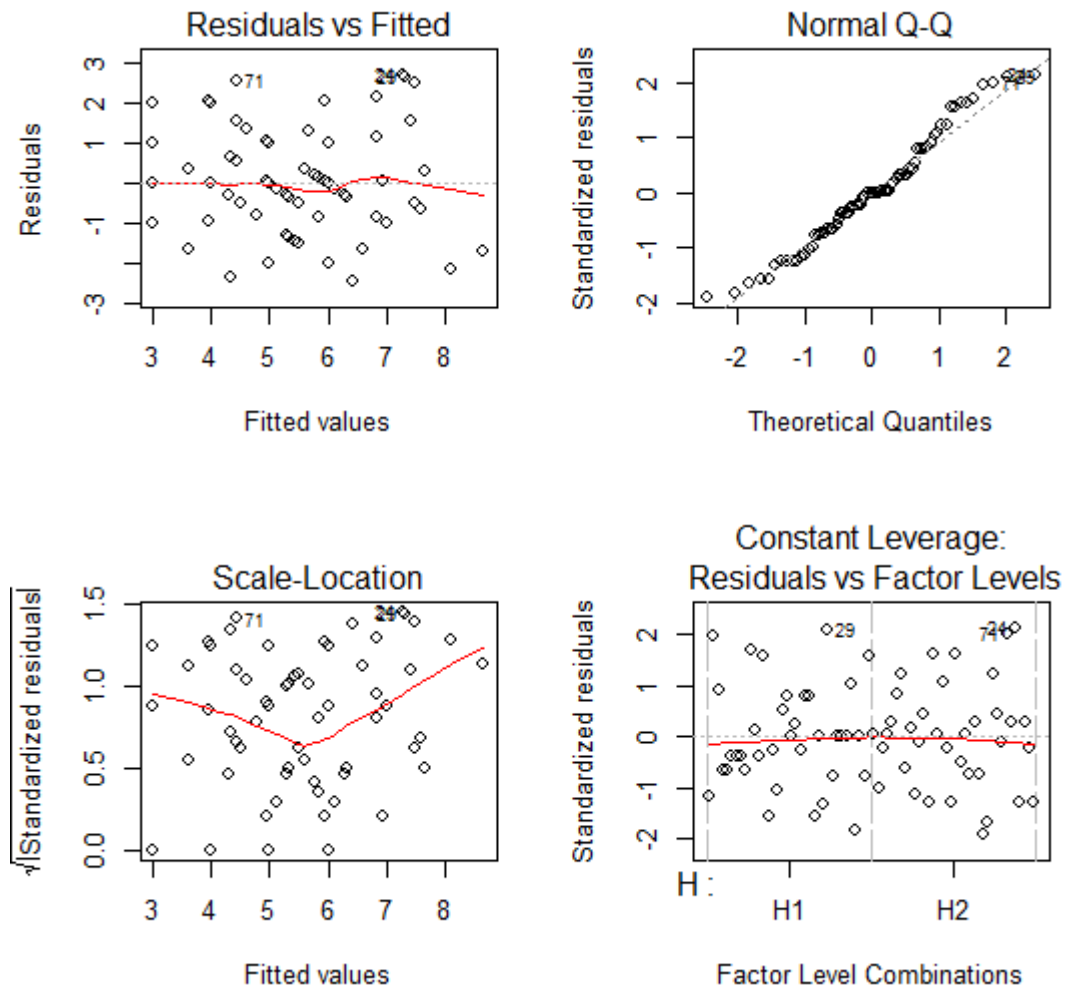 Residuals vs Fitted
Residuals
3
2
1
-1
-3
71
3
4
5
6
7
8
Fitted values
Normal Q-Q
Standardized residuals
2
1
0
-1
-2
-2
-1
0
1
2
Theoretical Quantiles
Scale-Location
√|Standardized residuals|
1.5
1.0
0.5
0.0
71
3
4
5
6
7
8
Fitted values
Constant Leverage:
Residuals vs Factor Levels
Standardized residuals
2
1
0
-1
-2
29
24
71
H :
H1
H2
Factor Level Combinations